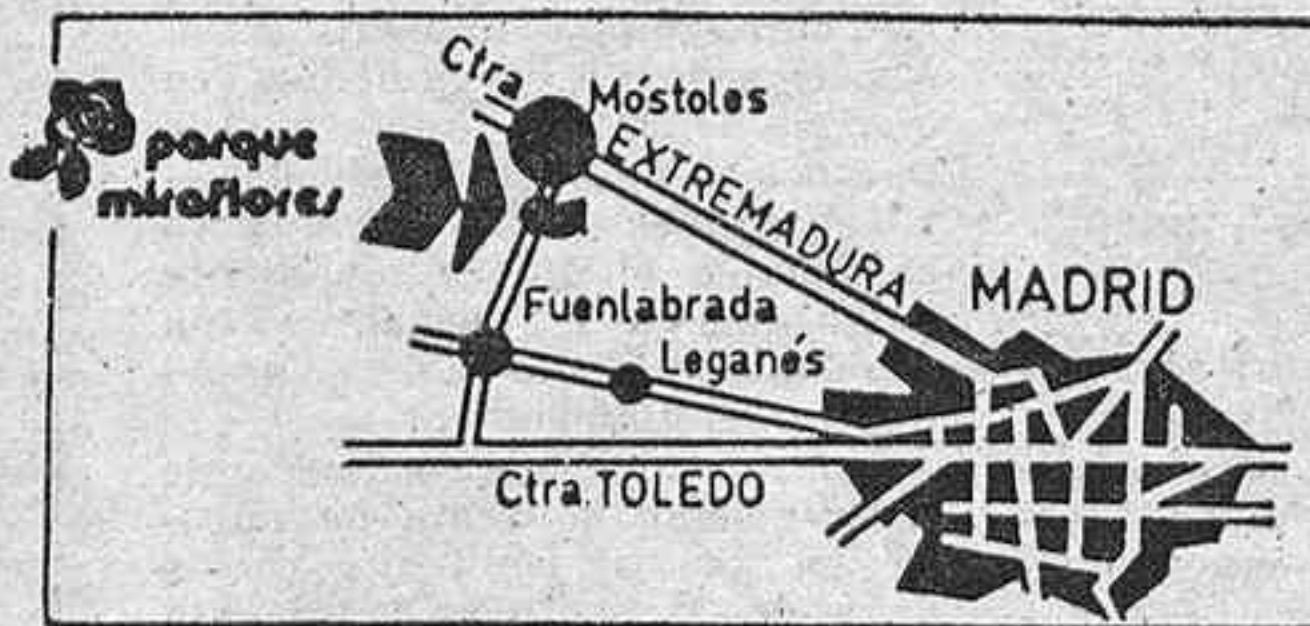 parque
miraflores
Ctra
Móstoles
EXTREMADURA
MADRID
Fuenlabrada
Leganés
Ctra. TOLEDO